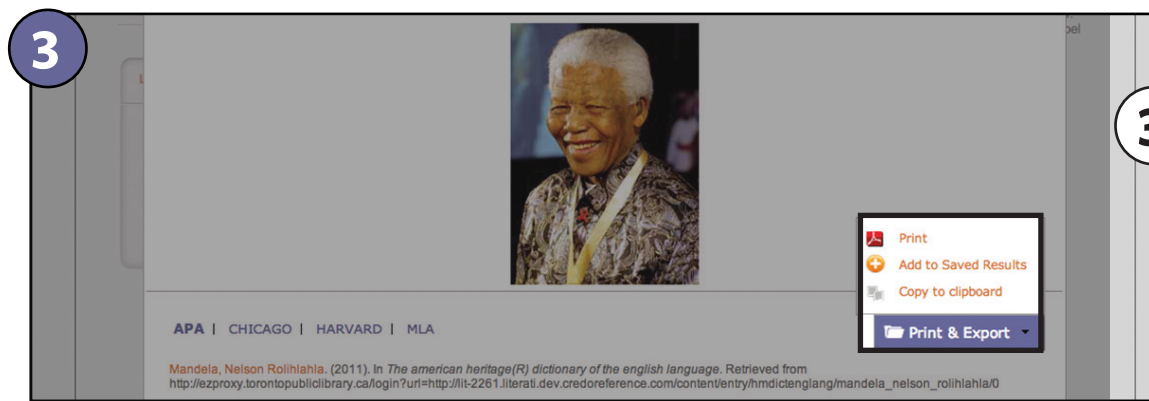 3
Print
Add to Saved Results
Copy to clipboard
Print & Export
APA | CHICAGO | HARVARD | MLA
Mandela, Nelson Rolihlahla. (2011). In The american heritage(R) dictionary of the english language. Retrieved from
http://ezproxy.torontopubliclibrary.ca/login?url=http://lit-2261.literati.dev.credoreference.com/content/entry/hmdictenglang/mandela_nelson_rolihlahla/0
3